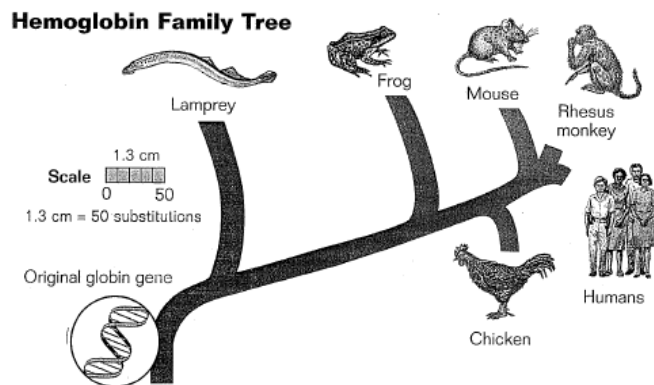 Hemoglobin Family Tree
Lamprey
Frog
Mouse
Rhesus
monkey
1.3 cm
Scale
0 50
1.3 cm = 50 substitutions
Original globin gene
Chicken
Humans